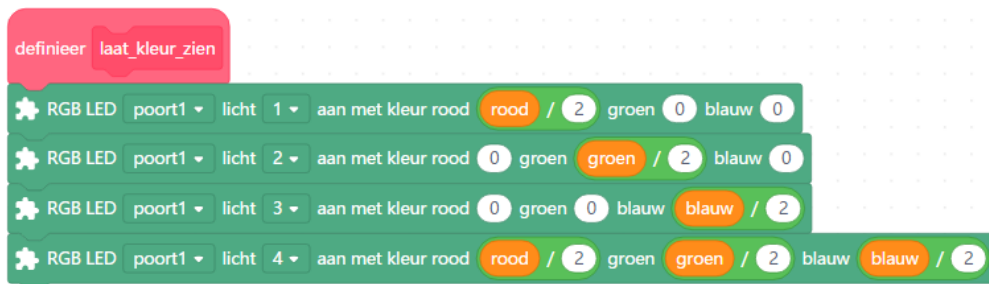 definieer laat_kleur_zien
RGB LED poort1 licht 1 aan met kleur rood rood / 2 groen 0 blauw 0
RGB LED poort1 licht 2 aan met kleur rood 0 groen groen / 2 blauw 0
RGB LED poort1 licht 3 aan met kleur rood 0 groen 0 blauw blauw / 2
RGB LED poort1 licht 4 aan met kleur rood rood / 2 groen groen / 2 blauw blauw / 2